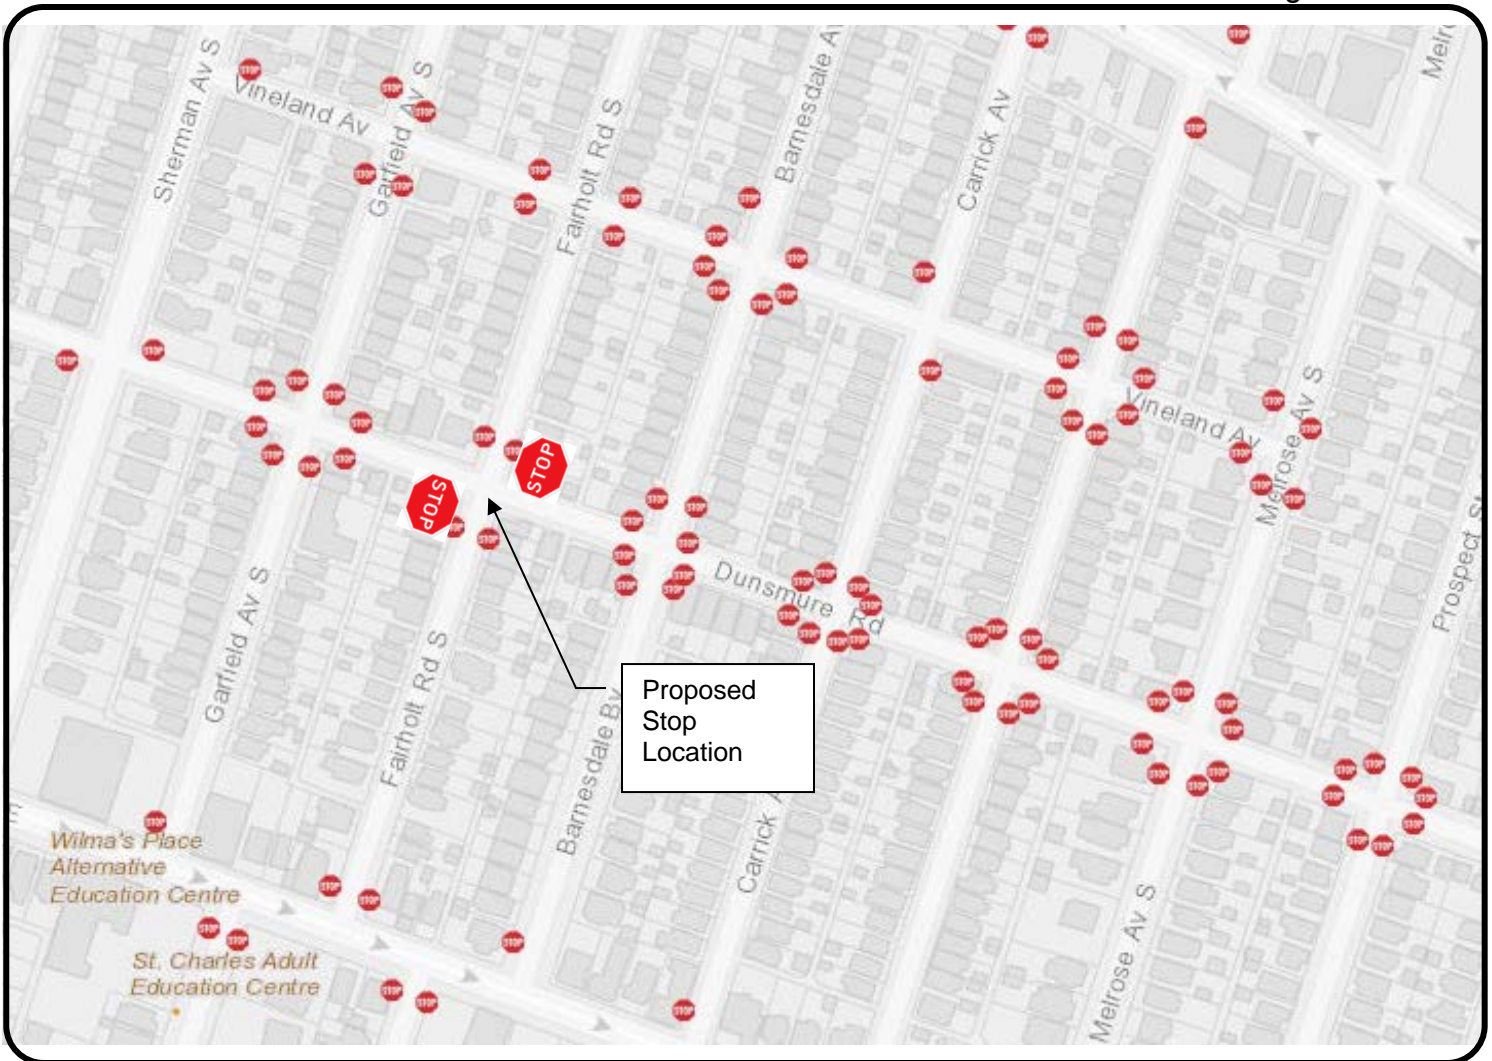 Sherman Av S
Vineland Av
Garfield Av S
Fairholt Rd S
Barnesdale Av
Carrick Av
Vineland Av
Melrose Av S
Prospect St
STOP
STOP
Dunsmure Rd
Garfield Av S
Fairholt Rd S
Barnesdale Bv
Carrick A
Melrose Av S
Proposed
Stop
Location
Wilma's Place
Alternative
Education Centre
St. Charles Adult
Education Centre